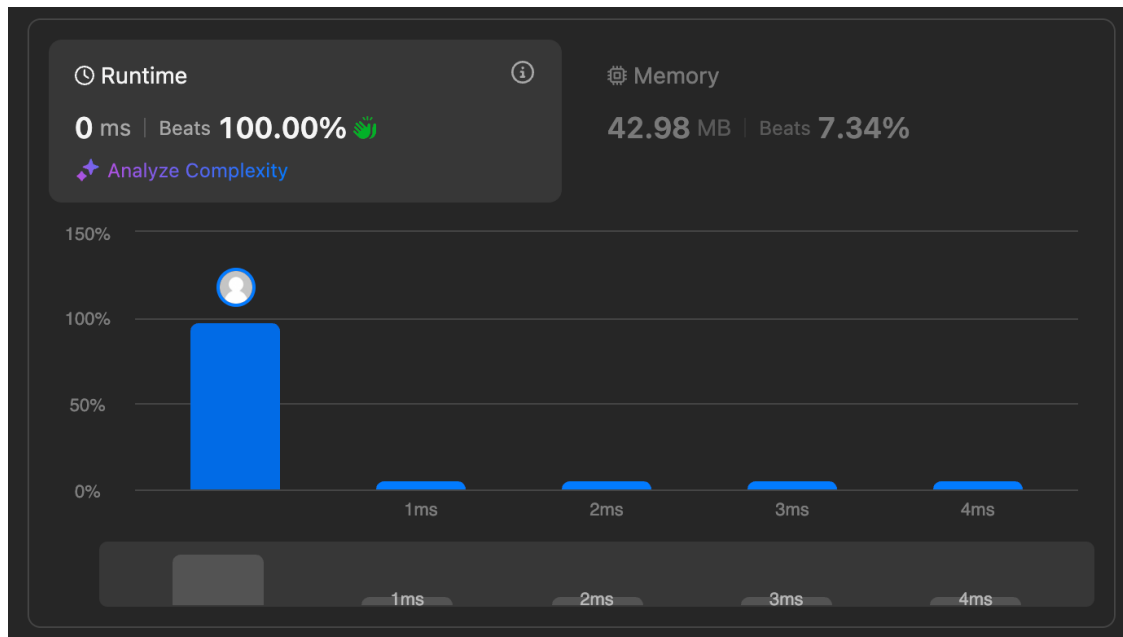 Runtime
0 ms | Beats 100.00%
Analyze Complexity
Memory
42.98 MB | Beats 7.34%
150%
100%
50%
0%
1ms 2ms 3ms 4ms
1ms 2ms 3ms 4ms